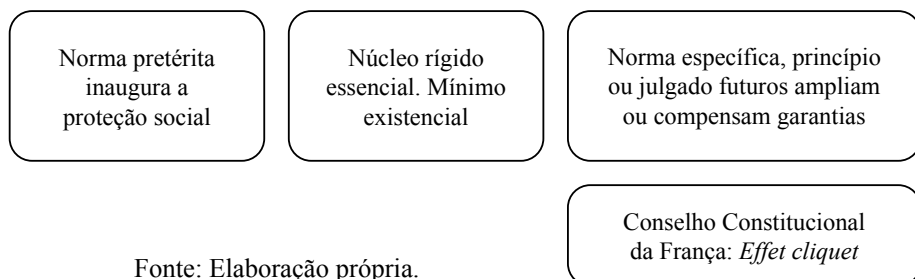 Norma pretérita
inaugura a
proteção social
Núcleo rígido
essencial. Mínimo
existencial
Norma específica, princípio
ou julgado futuros ampliam
ou compensam garantias
Conselho Constitucional
da França: Effet cliquet
Fonte: Elaboração própria.